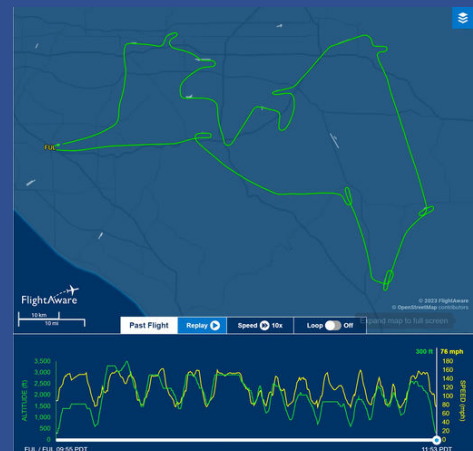 FUL
FlightAware
10 km
10 mi
© 2023 FlightAware
© OpenStreetMap contributors
Expand map to full screen
Past Flight Replay Speed 10x Loop Off
300 ft 76 mph
3,500 180
3,000 160
2,500 140
2,000 120
1,500 100
1,000 80
500 60
0 40
20
0
ALTITUDE (ft)
SPEED (mph)
FUL / FUL 09:55 PDT 11:53 PDT